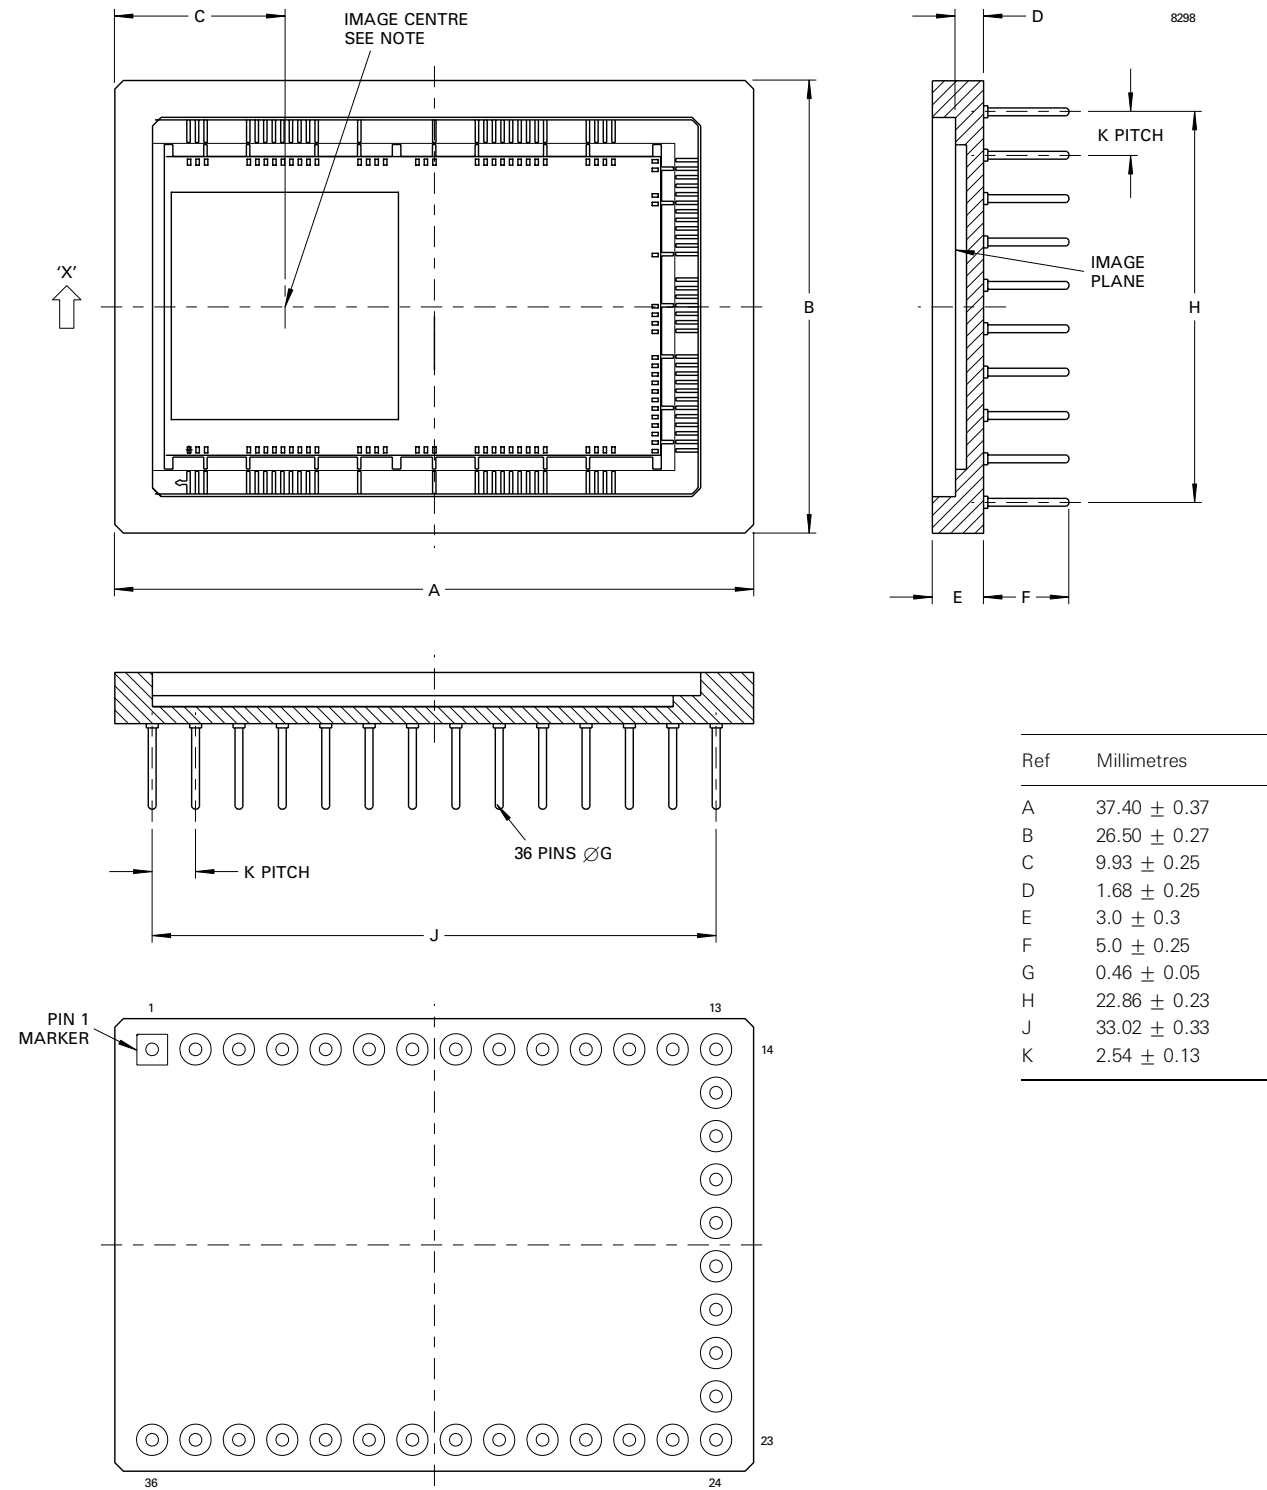 C
IMAGE CENTRE
SEE NOTE
D
8298
K PITCH
'X'
IMAGE
PLANE
B
H
A
E
F
36 PINS ∅G
K PITCH
J
Ref Millimetres
A 37.40 ± 0.37
B 26.50 ± 0.27
C 9.93 ± 0.25
D 1.68 ± 0.25
E 3.0 ± 0.3
F 5.0 ± 0.25
G 0.46 ± 0.05
H 22.86 ± 0.23
J 33.02 ± 0.33
K 2.54 ± 0.13
1
13
PIN 1
MARKER
14
23
36
24